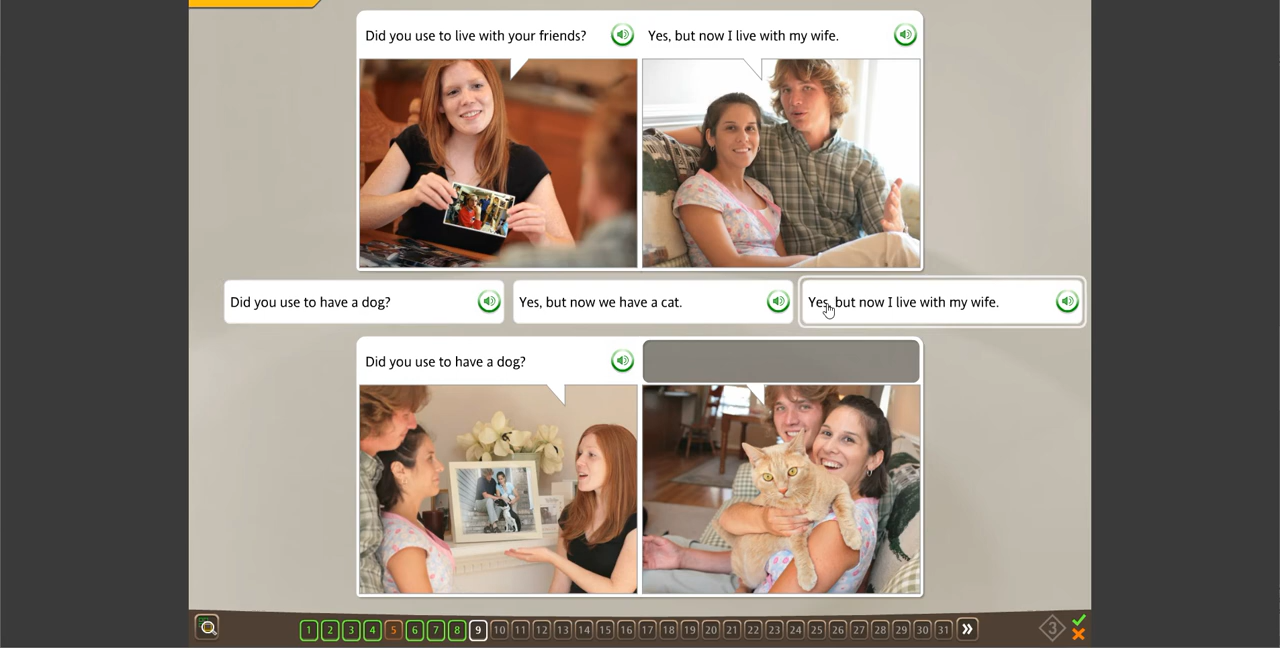 Did you use to live with your friends?
Yes, but now I live with my wife.
Did you use to have a dog?
Yes, but now we have a cat.
Yes, but now I live with my wife.
Did you use to have a dog?
1 2 3 4 5 6 7 8 9 10 11 12 13 14 15 16 17 18 19 20 21 22 23 24 25 26 27 28 29 30 31 »
3